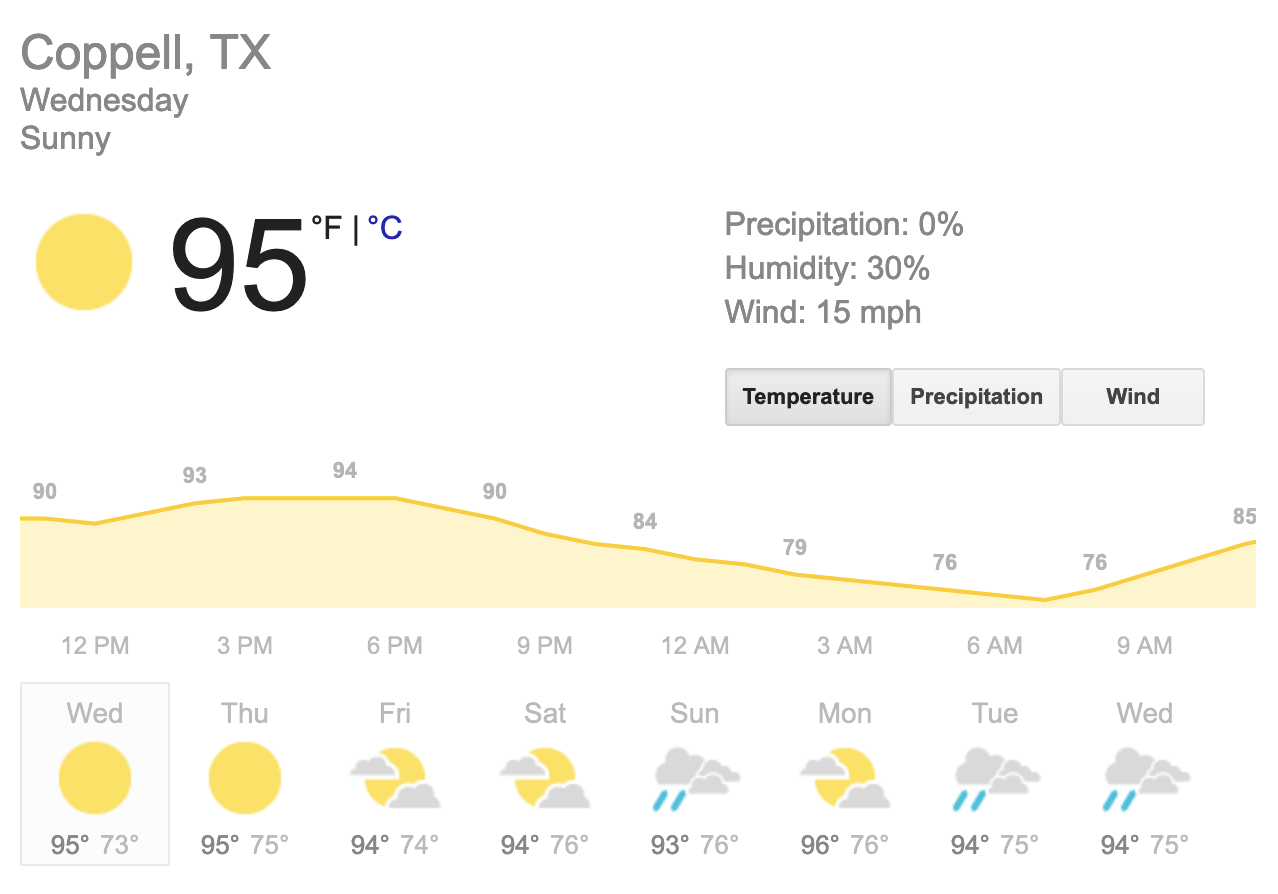 Coppell, TX
Wednesday
Sunny
95 °F | °C
Precipitation: 0%
Humidity: 30%
Wind: 15 mph
Temperature Precipitation Wind
90 93 94 90 84 79 76 76 85
12 PM 3 PM 6 PM 9 PM 12 AM 3 AM 6 AM 9 AM
Wed Thu Fri Sat Sun Mon Tue Wed
95° 73° 95° 75° 94° 74° 94° 76° 93° 76° 96° 76° 94° 75° 94° 75°